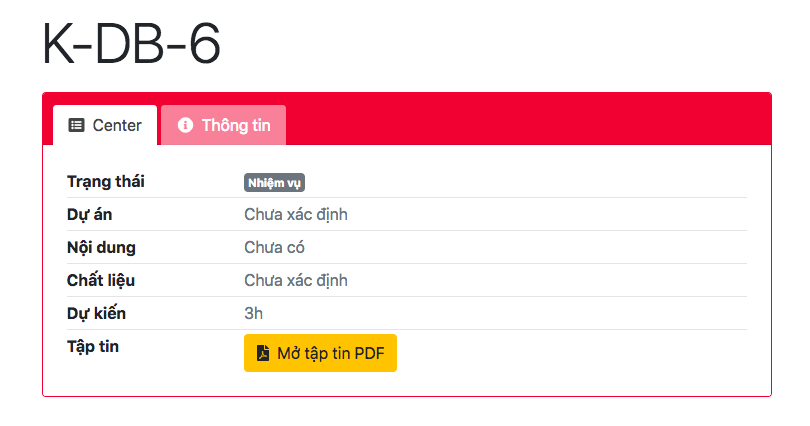 K-DB-6
Center Thông tin
Trạng thái Nhiệm vụ
Dự án Chưa xác định
Nội dung Chưa có
Chất liệu Chưa xác định
Dự kiến 3h
Tập tin Mở tập tin PDF